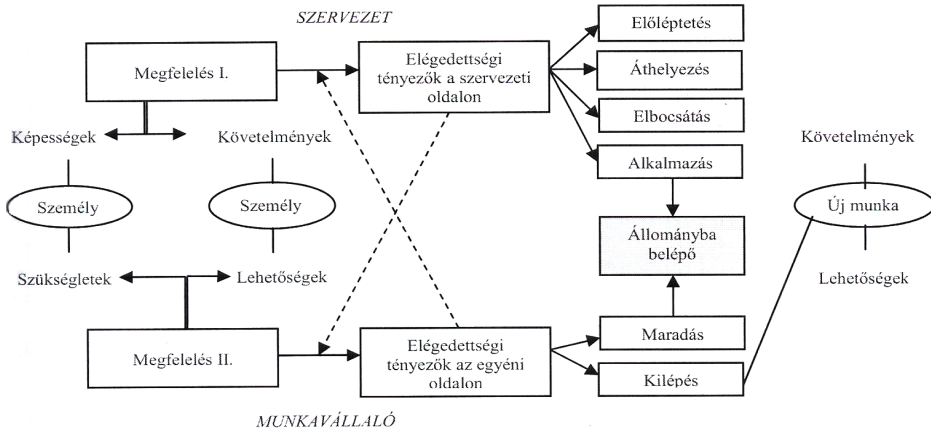 SZERVEZET
Megfelelés I.
Elégedettségi
tényezők a szervezeti
oldalon
Előléptetés
Áthelyezés
Elbocsátás
Alkalmazás
Képességek
Követelmények
Követelmények
Személy
Személy
Új munka
Állományba
belépő
Szükségletek
Lehetőségek
Lehetőségek
Megfelelés II.
Elégedettségi
tényezők az egyéni
oldalon
Maradás
Kilépés
MUNKAVÁLLALÓ